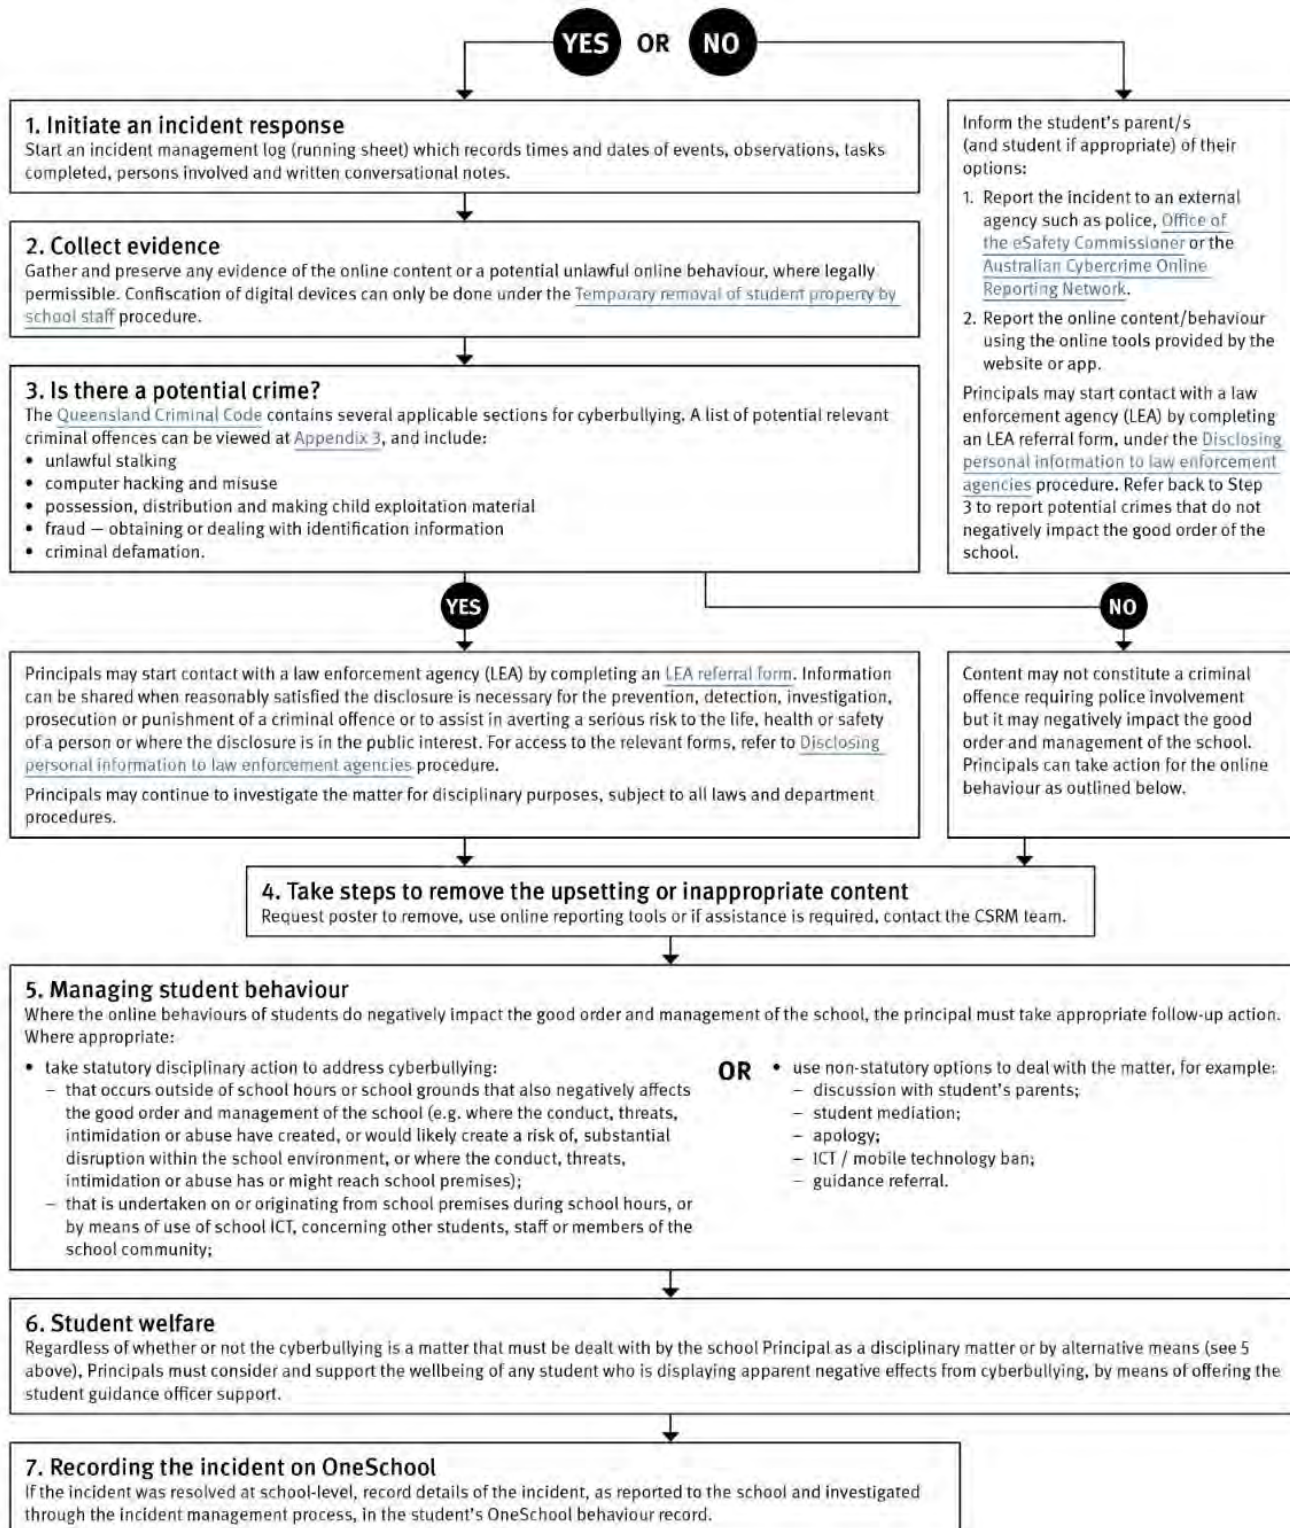 YES OR NO
1. Initiate an incident response
Start an incident management log (running sheet) which records times and dates of events, observations, tasks
completed, persons involved and written conversational notes.
2. Collect evidence
Gather and preserve any evidence of the online content or a potential unlawful online behaviour, where legally
permissible. Confiscation of digital devices can only be done under the Temporary removal of student property by
school staff procedure.
3. Is there a potential crime?
The Queensland Criminal Code contains several applicable sections for cyberbullying. A list of potential relevant
criminal offences can be viewed at Appendix 3, and include:
• unlawful stalking
• computer hacking and misuse
• possession, distribution and making child exploitation material
• fraud — obtaining or dealing with identification information
• criminal defamation.
Inform the student's parent/s
(and student if appropriate) of their
options:
1. Report the incident to an external
agency such as police, Office of
the eSafety Commissioner or the
Australian Cybercrime Online
Reporting Network.
2. Report the online content/behaviour
using the online tools provided by the
website or app.
Principals may start contact with a law
enforcement agency (LEA) by completing
an LEA referral form, under the Disclosing
personal information to law enforcement
agencies procedure. Refer back to Step
3 to report potential crimes that do not
negatively impact the good order of the
school.
YES
NO
Principals may start contact with a law enforcement agency (LEA) by completing an LEA referral form. Information
can be shared when reasonably satisfied the disclosure is necessary for the prevention, detection, investigation,
prosecution or punishment of a criminal offence or to assist in averting a serious risk to the life, health or safety
of a person or where the disclosure is in the public interest. For access to the relevant forms, refer to Disclosing
personal information to law enforcement agencies procedure.
Principals may continue to investigate the matter for disciplinary purposes, subject to all laws and department
procedures.
Content may not constitute a criminal
offence requiring police involvement
but it may negatively impact the good
order and management of the school.
Principals can take action for the online
behaviour as outlined below.
4. Take steps to remove the upsetting or inappropriate content
Request poster to remove, use online reporting tools or if assistance is required, contact the CSRM team.
5. Managing student behaviour
Where the online behaviours of students do negatively impact the good order and management of the school, the principal must take appropriate follow-up action.
Where appropriate:
• take statutory disciplinary action to address cyberbullying:
– that occurs outside of school hours or school grounds that also negatively affects
the good order and management of the school (e.g. where the conduct, threats,
intimidation or abuse have created, or would likely create a risk of, substantial
disruption within the school environment, or where the conduct, threats,
intimidation or abuse has or might reach school premises);
– that is undertaken on or originating from school premises during school hours, or
by means of use of school ICT, concerning other students, staff or members of the
school community;
OR
• use non-statutory options to deal with the matter, for example:
– discussion with student's parents;
– student mediation;
– apology;
– ICT / mobile technology ban;
– guidance referral.
6. Student welfare
Regardless of whether or not the cyberbullying is a matter that must be dealt with by the school Principal as a disciplinary matter or by alternative means (see 5
above), Principals must consider and support the wellbeing of any student who is displaying apparent negative effects from cyberbullying, by means of offering the
student guidance officer support.
7. Recording the incident on OneSchool
If the incident was resolved at school-level, record details of the incident, as reported to the school and investigated
through the incident management process, in the student's OneSchool behaviour record.